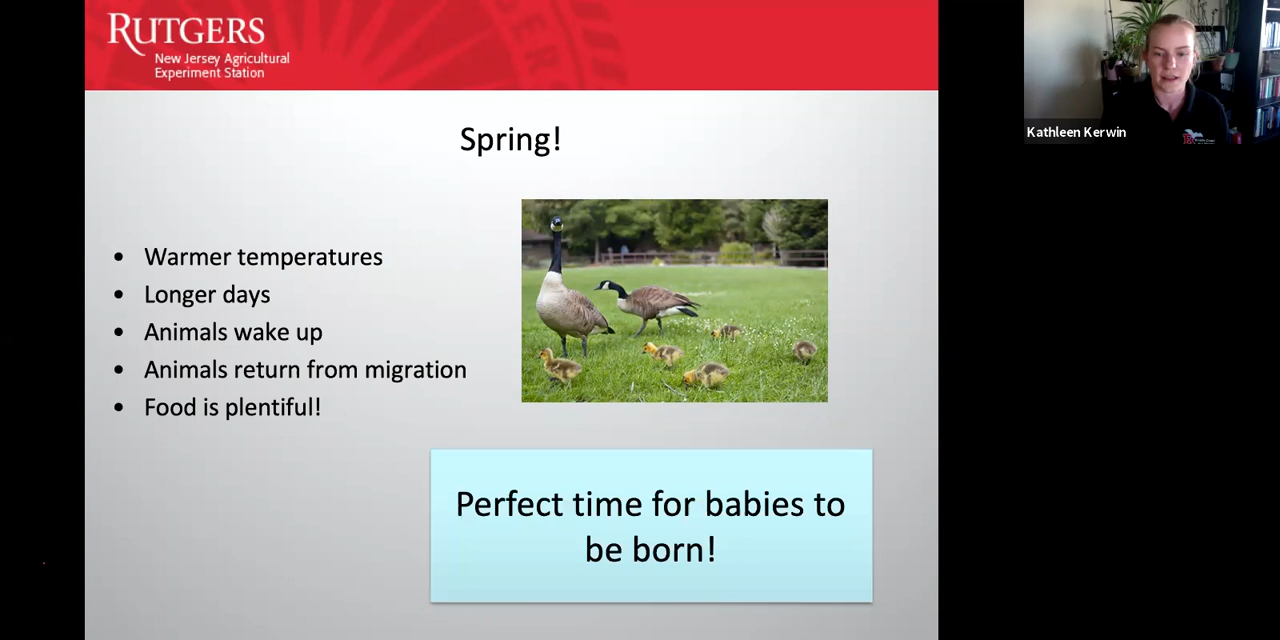 RUTGERS
New Jersey Agricultural
Experiment Station
Kathleen Kerwin
Spring!
• Warmer temperatures
• Longer days
• Animals wake up
• Animals return from migration
• Food is plentiful!
Perfect time for babies to
be born!